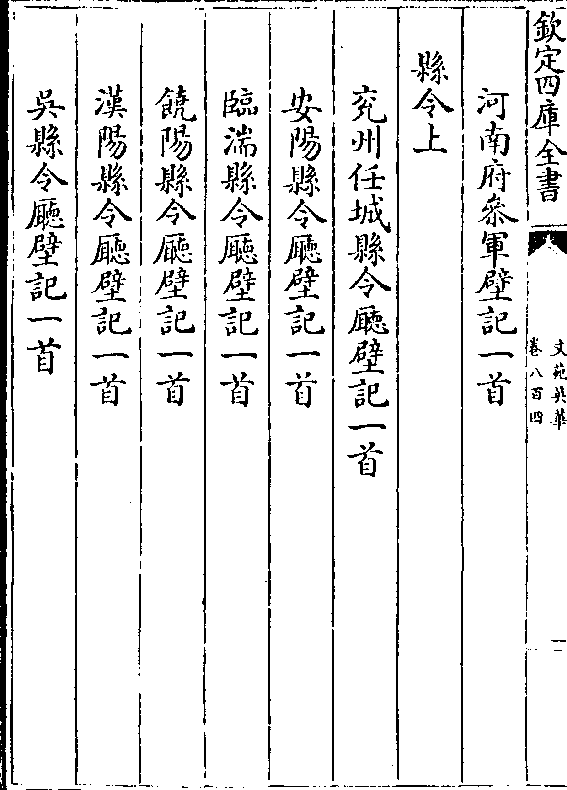 欽定四庫全書
文苑英華
卷八百四
一
河南府叅軍壁記一首
縣令上
兖州任城縣令廳壁記一首
安陽縣令廳壁記一首
臨湍縣令廳壁記一首
饒陽縣令廳壁記一首
漢陽縣令廳壁記一首
吳縣令廳壁記一首